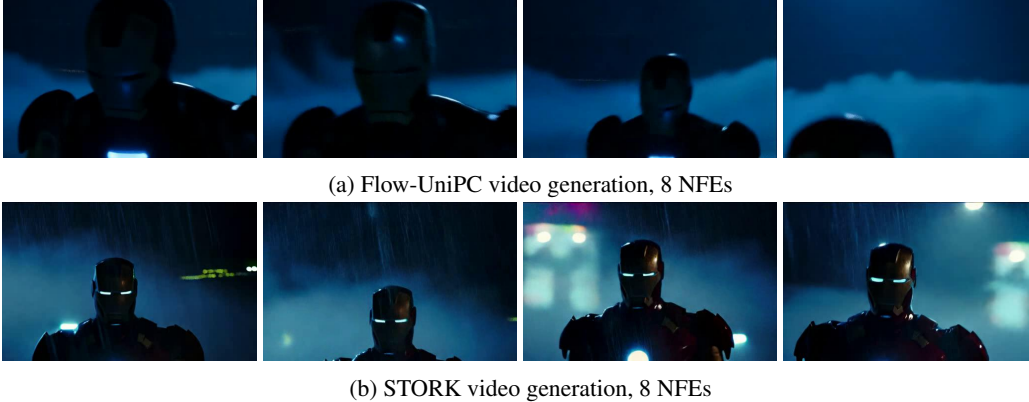 (a) Flow-UniPC video generation, 8 NFEs
(b) STORK video generation, 8 NFEs